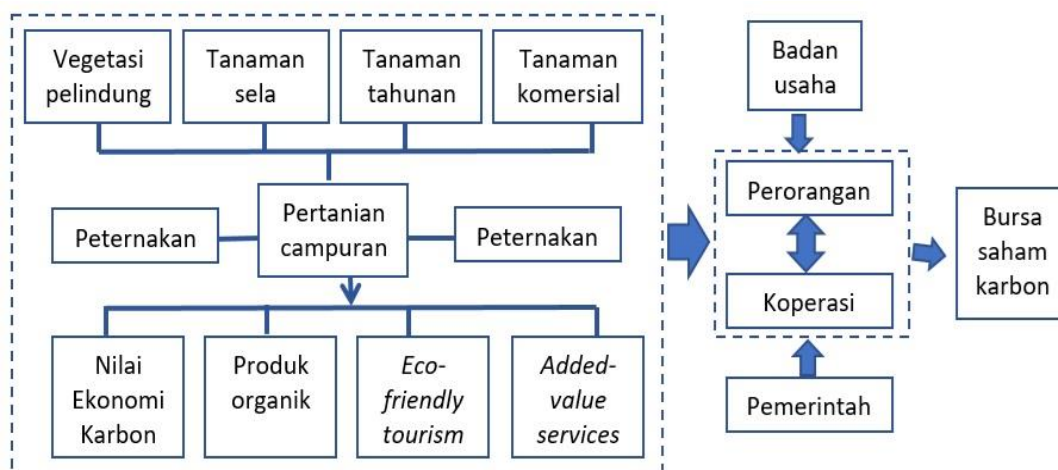 Vegetasi
pelindung
Tanaman
sela
Tanaman
tahunan
Tanaman
komersial
Peternakan
Pertanian
campuran
Peternakan
Nilai
Ekonomi
Karbon
Produk
organik
Eco-
friendly
tourism
Added-
value
services
Badan
usaha
Perorangan
Koperasi
Pemerintah
Bursa
saham
karbon